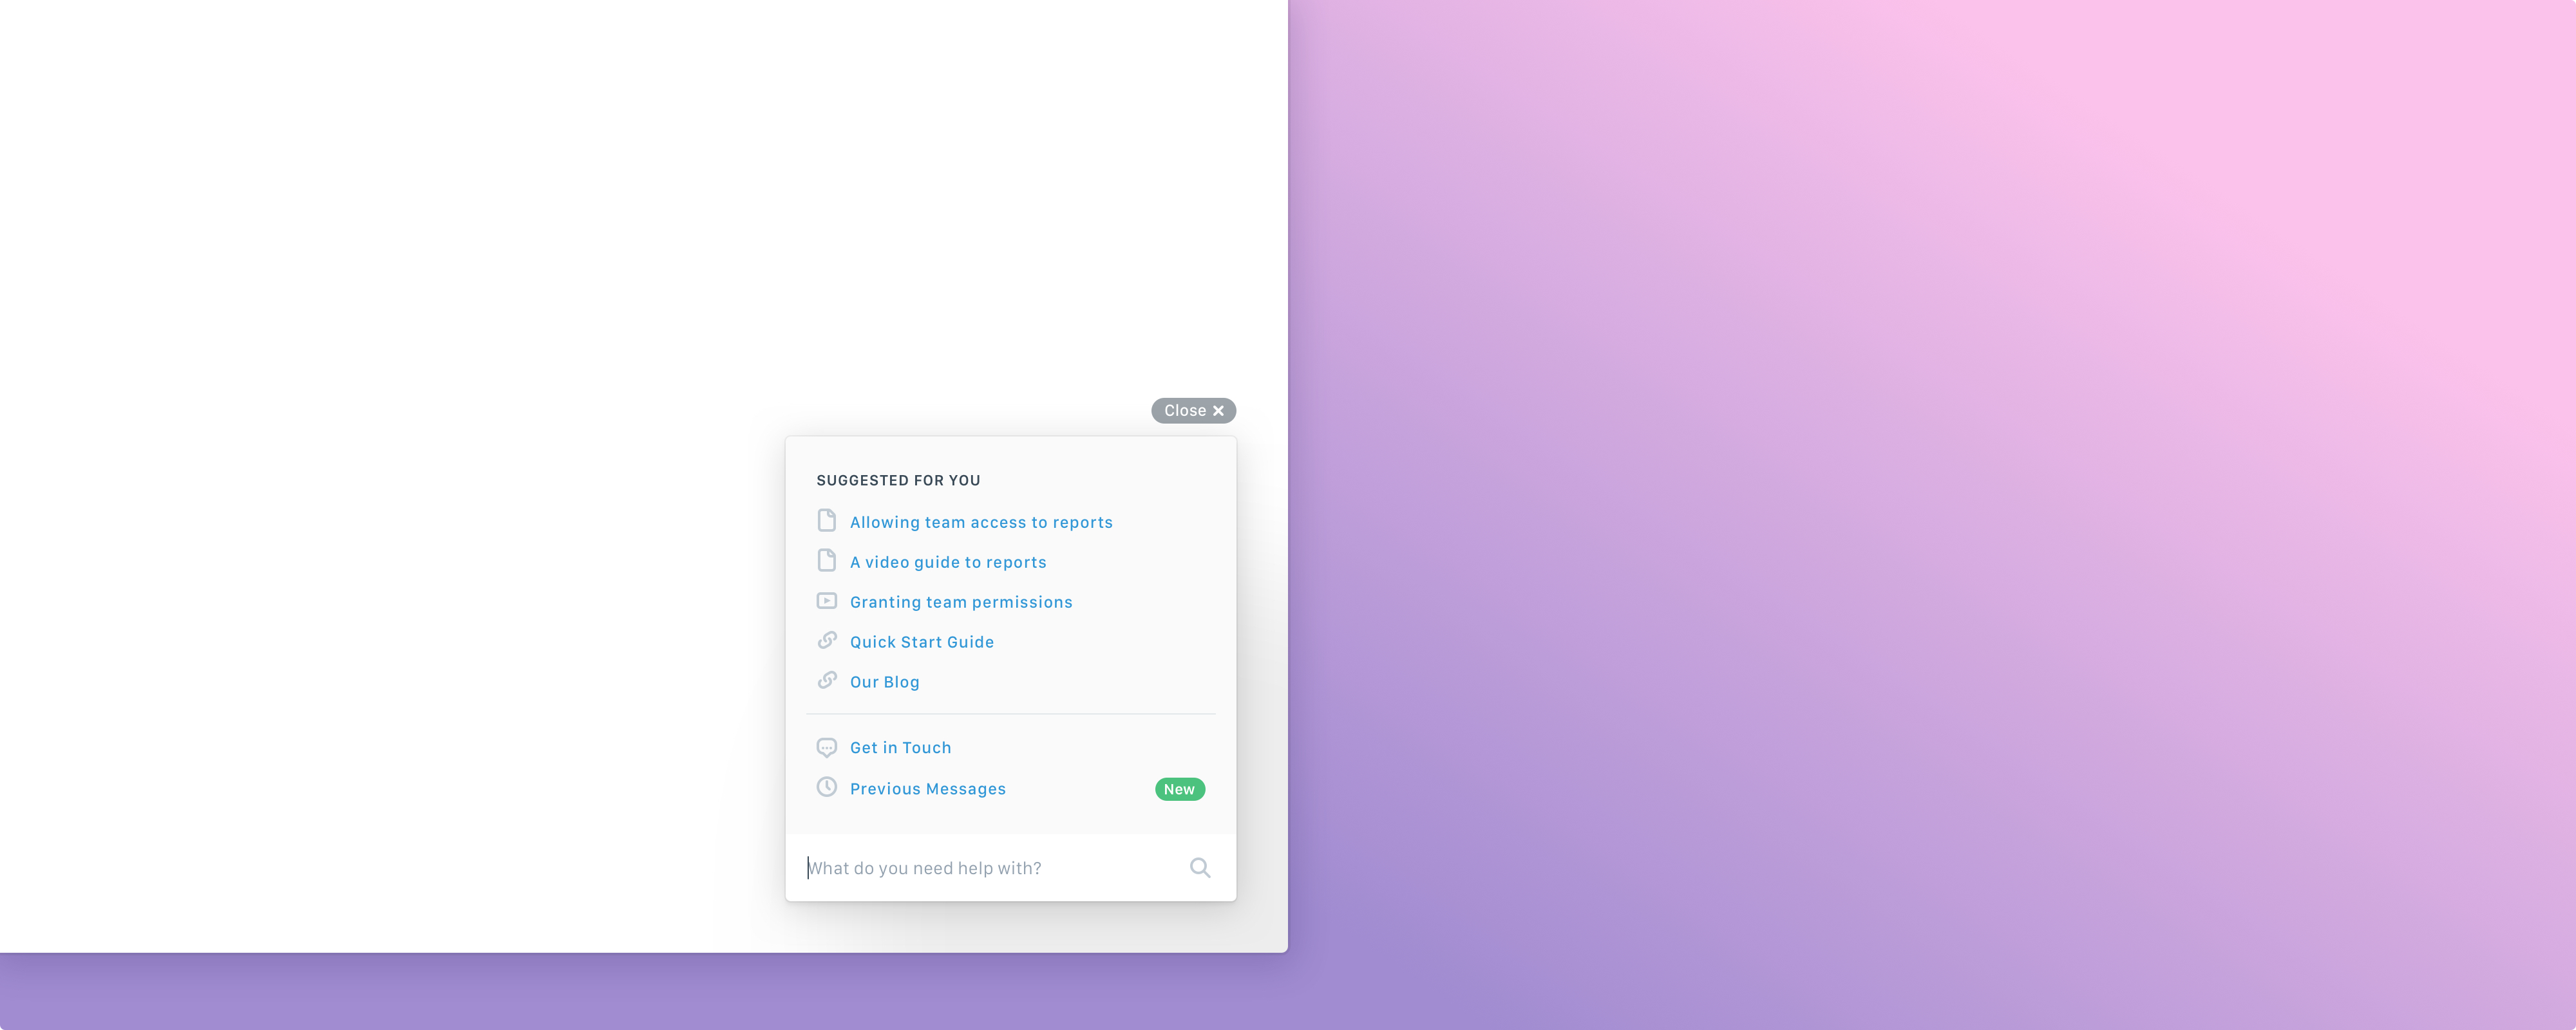 Close
SUGGESTED FOR YOU
Allowing team access to reports
A video guide to reports
Granting team permissions
Quick Start Guide
Our Blog
Get in Touch
Previous Messages New
What do you need help with?